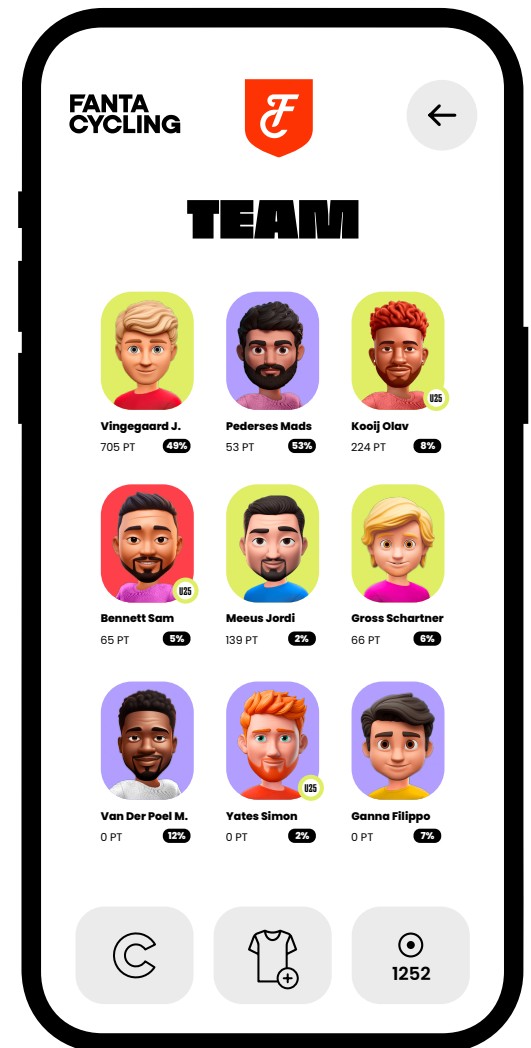 FANTA
CYCLING
TEAM
Vingegaard J.
705 PT 49%
Pederses Mads
53 PT 53%
U25
Kooij Olav
224 PT 8%
U25
Bennett Sam
65 PT 5%
Meeus Jordi
139 PT 2%
Gross Schartner
66 PT 6%
Van Der Poel M.
0 PT 12%
U25
Yates Simon
0 PT 2%
Ganna Filippo
0 PT 7%
1252